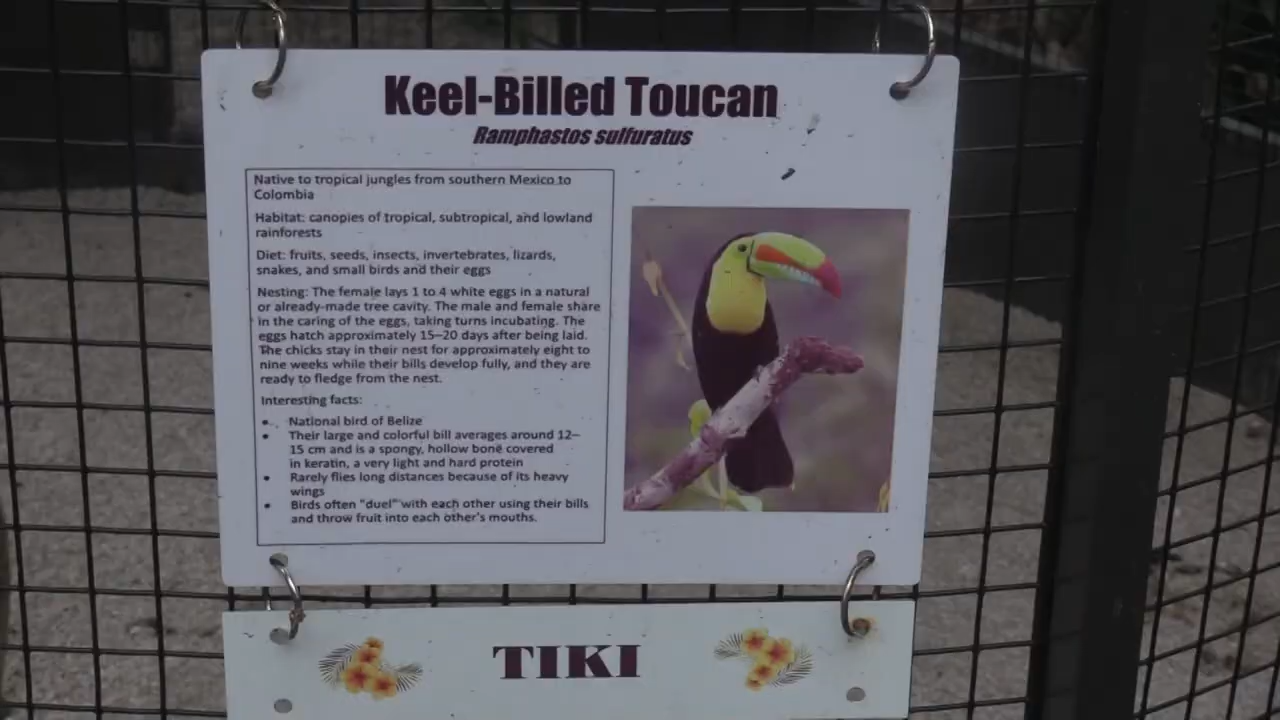 Keel-Billed Toucan
Ramphastos sulfuratus
Native to tropical jungles from southern Mexico to
Colombia
Habitat: canopies of tropical, subtropical, and lowland
rainforests
Diet: fruits, seeds, insects, invertebrates, lizards,
snakes, and small birds and their eggs
Nesting: The female lays 1 to 4 white eggs in a natural
or already-made tree cavity. The male and female share
in the caring of the eggs, taking turns incubating. The
eggs hatch approximately 15–20 days after being laid.
The chicks stay in their nest for approximately eight to
nine weeks while their bills develop fully, and they are
ready to fledge from the nest.
Interesting facts:
• National bird of Belize
• Their large and colorful bill averages around 12–
15 cm and is a spongy, hollow bone covered
in keratin, a very light and hard protein
• Rarely flies long distances because of its heavy
wings
• Birds often "duel" with each other using their bills
and throw fruit into each other's mouths.
TIKI